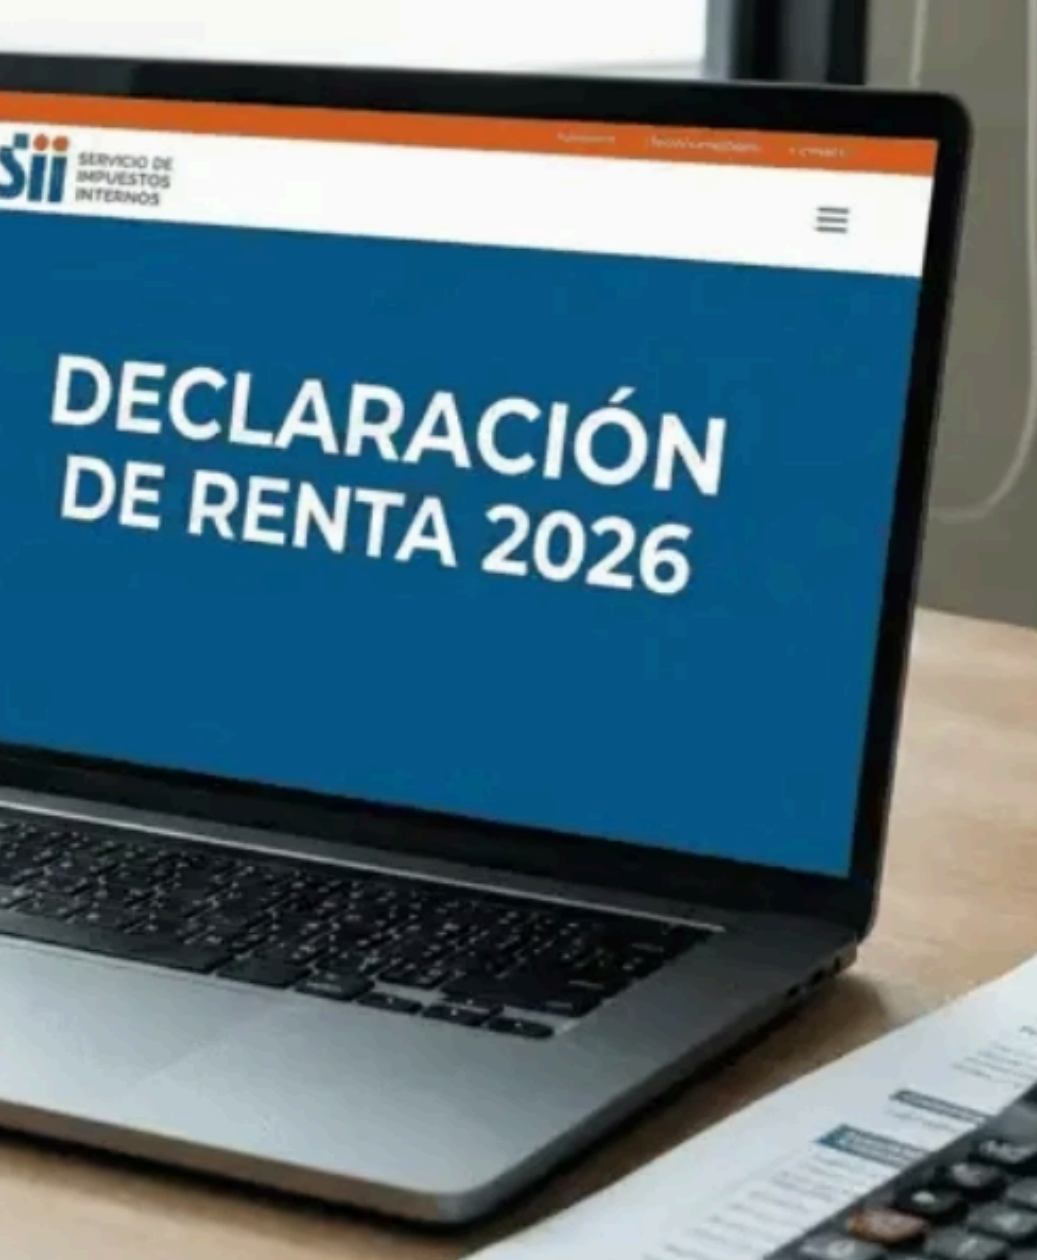 Sii
SERVICIO DE
IMPUESTOS
INTERNOS
DECLARACIÓN
DE RENTA 2026